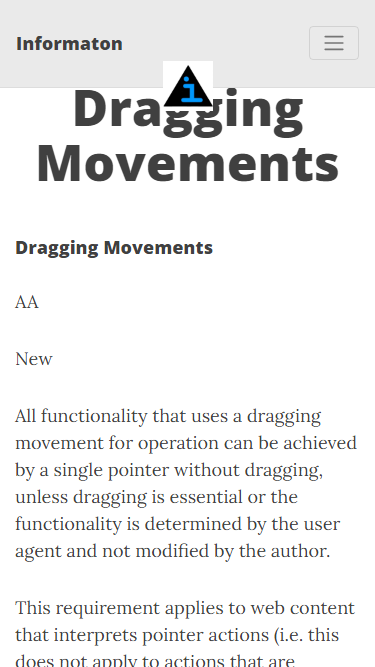 Informaton
i
Dragging
Movements
Dragging Movements
AA
New
All functionality that uses a dragging
movement for operation can be achieved
by a single pointer without dragging,
unless dragging is essential or the
functionality is determined by the user
agent and not modified by the author.
This requirement applies to web content
that interprets pointer actions (i.e. this
does not apply to actions that are